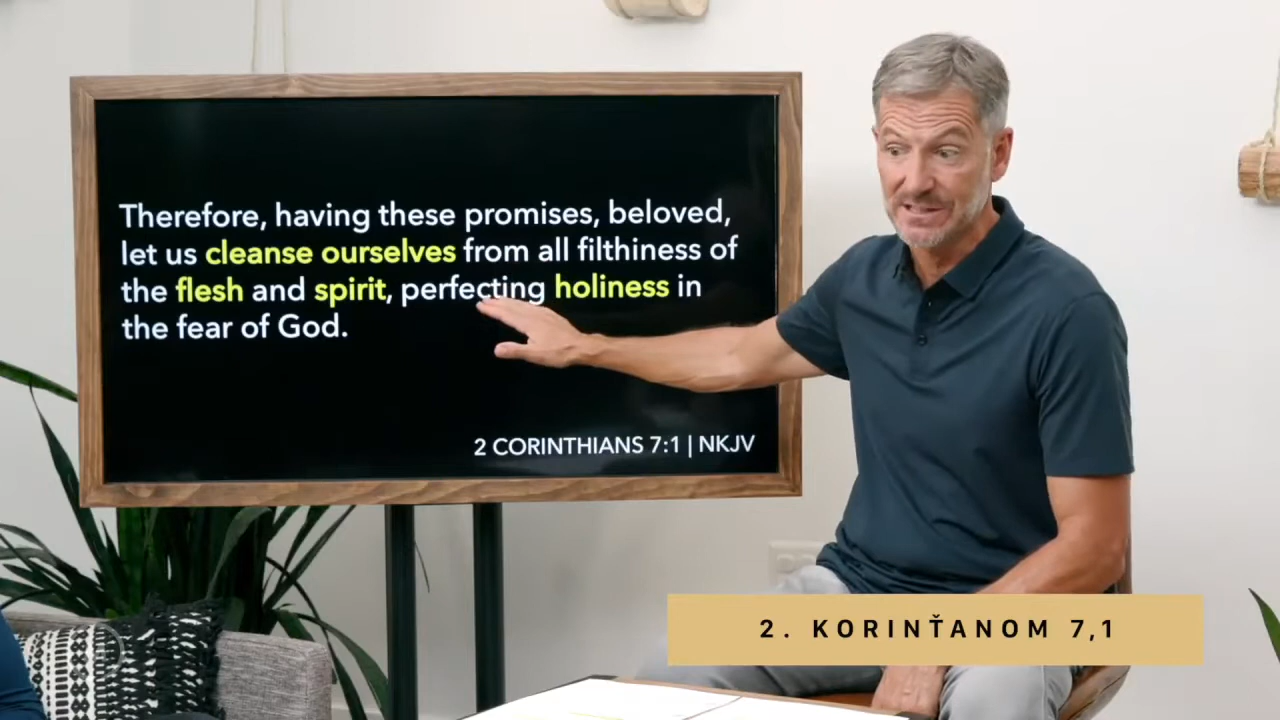 Therefore, having these promises, beloved,
let us cleanse ourselves from all filthiness of
the flesh and spirit, perfecting holiness in
the fear of God.
2 CORINTHIANS 7:1 | NKJV
2. KORINŤANOM 7,1